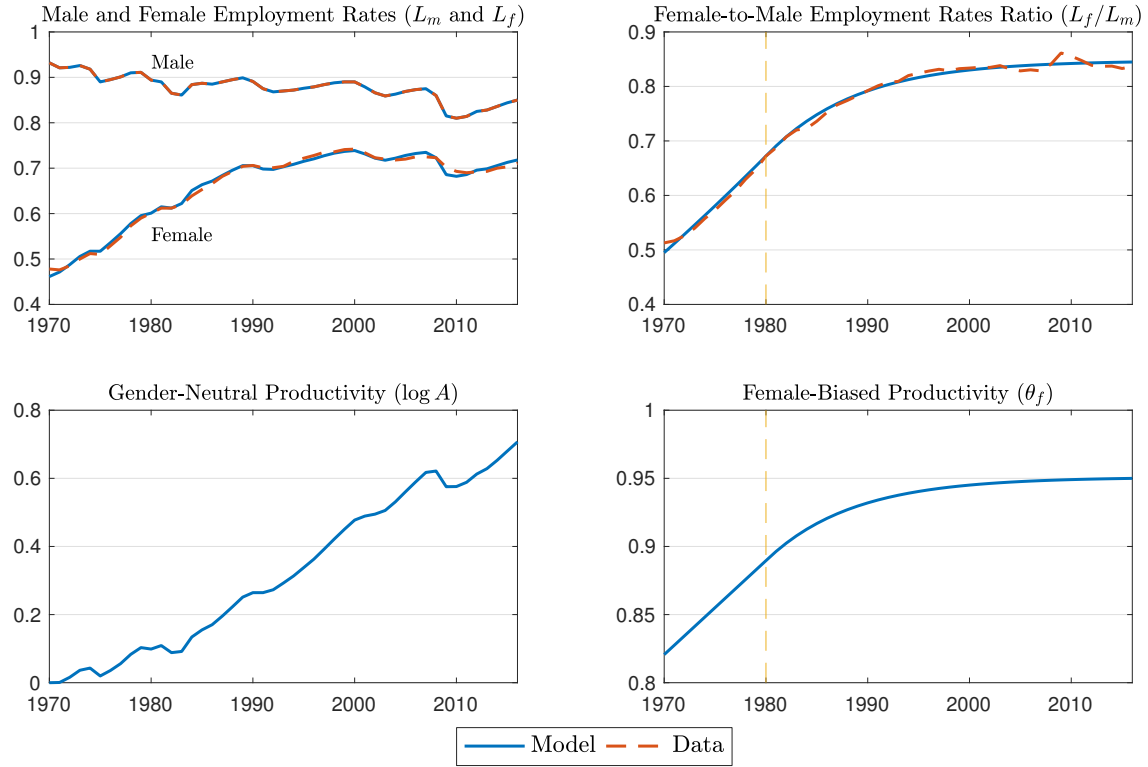 Male and Female Employment Rates (L_m and L_f)
1
0.9
0.8
0.7
0.6
0.5
0.4
Male
Female
1970 1980 1990 2000 2010
Female-to-Male Employment Rates Ratio (L_f/L_m)
0.9
0.8
0.7
0.6
0.5
0.4
1970 1980 1990 2000 2010
Gender-Neutral Productivity (log A)
0.8
0.6
0.4
0.2
0
1970 1980 1990 2000 2010
Female-Biased Productivity (θ_f)
1
0.95
0.9
0.85
0.8
1970 1980 1990 2000 2010
Model Data